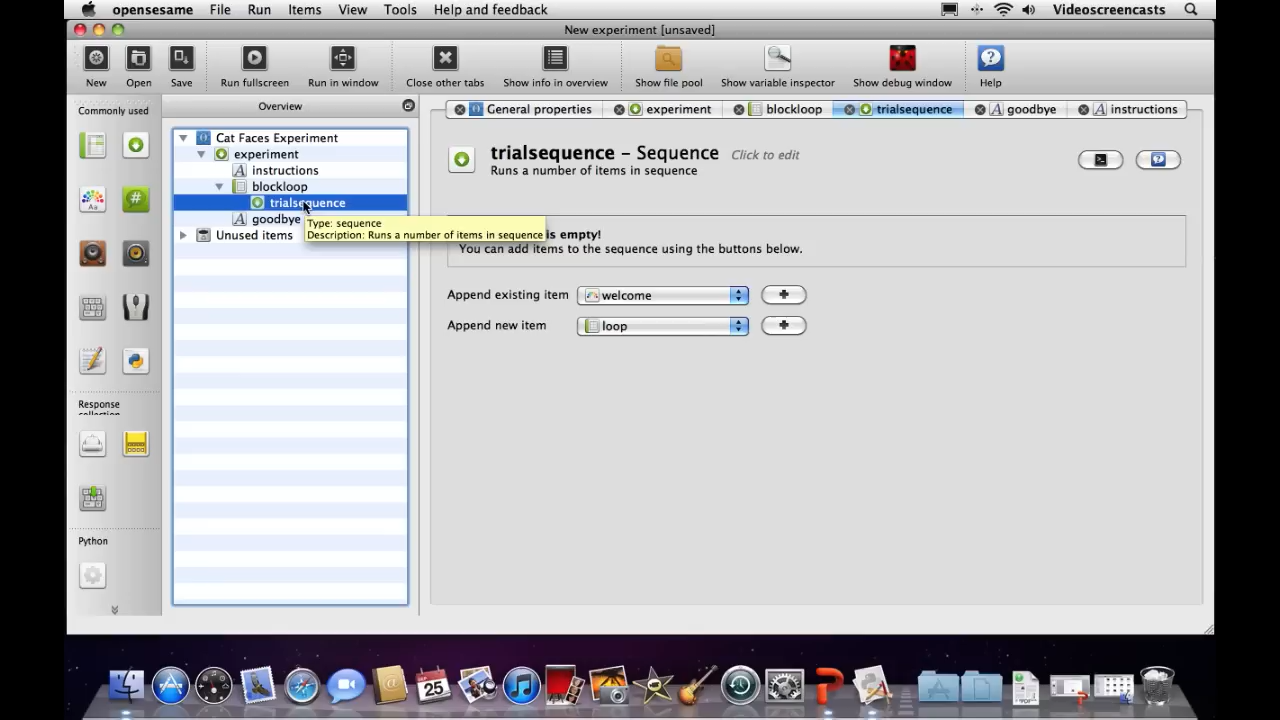 opensesame File Run Items View Tools Help and feedback Videoscreencasts
New experiment [unsaved]
New Open Save Run fullscreen Run in window Close other tabs Show info in overview Show file pool Show variable inspector Show debug window Help
Commonly used
Overview
General properties experiment blockloop trialsequence goodbye instructions
Cat Faces Experiment
experiment
instructions
blockloop
trialsequence
goodbye
Unused items
Type: sequence
Description: Runs a number of items in sequence
trialsequence – Sequence Click to edit
Runs a number of items in sequence
is empty!
You can add items to the sequence using the buttons below.
Append existing item welcome
Append new item loop
Response
collection
Python
SEP
25